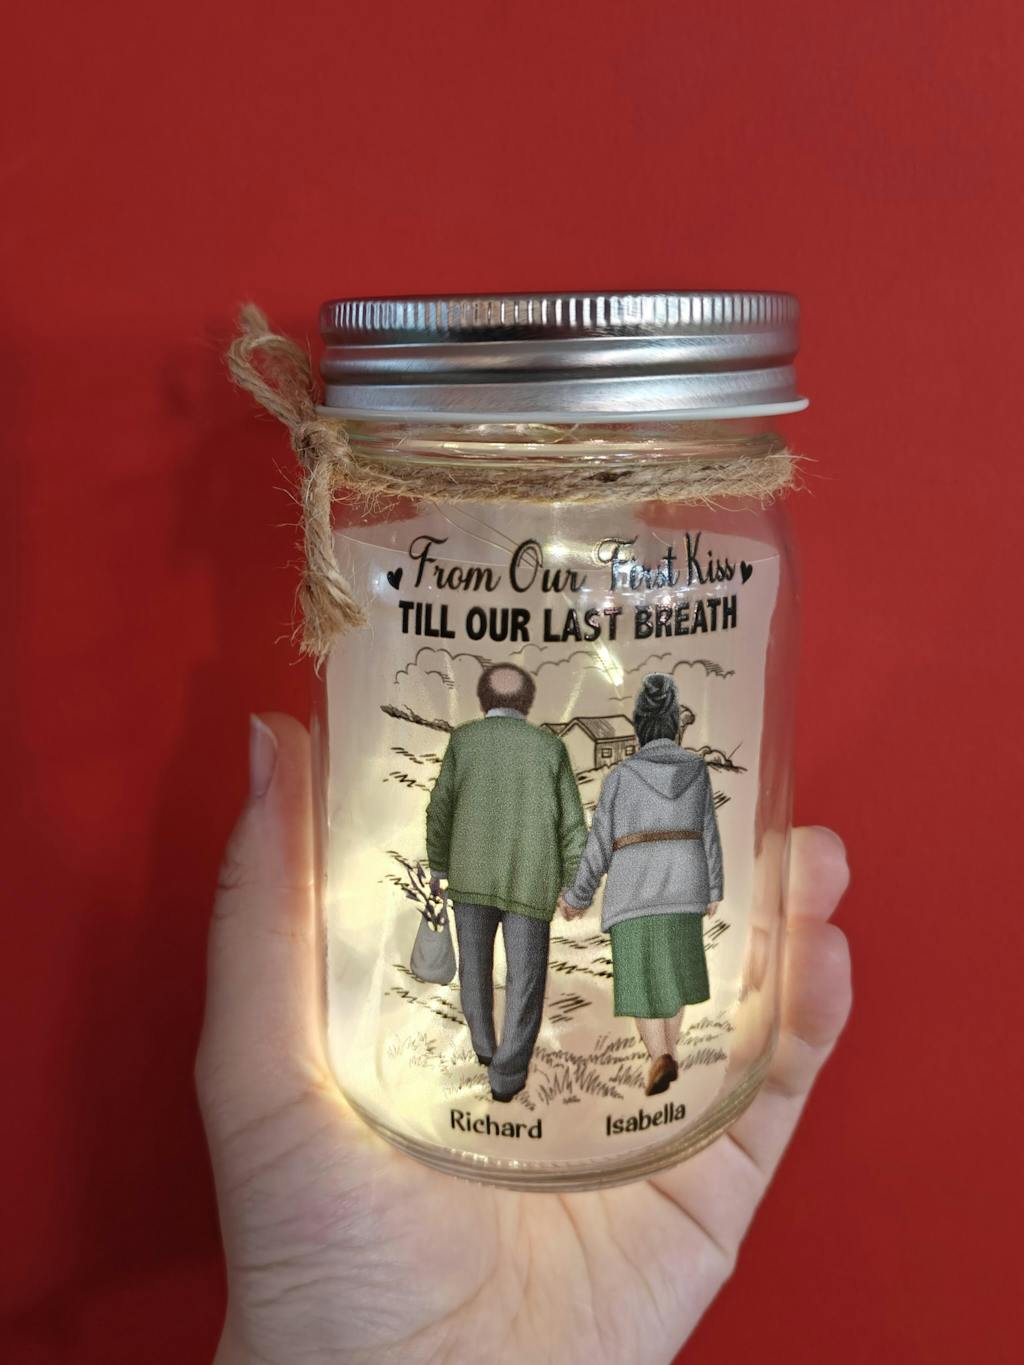 From Our First Kiss
TILL OUR LAST BREATH
Richard
Isabella